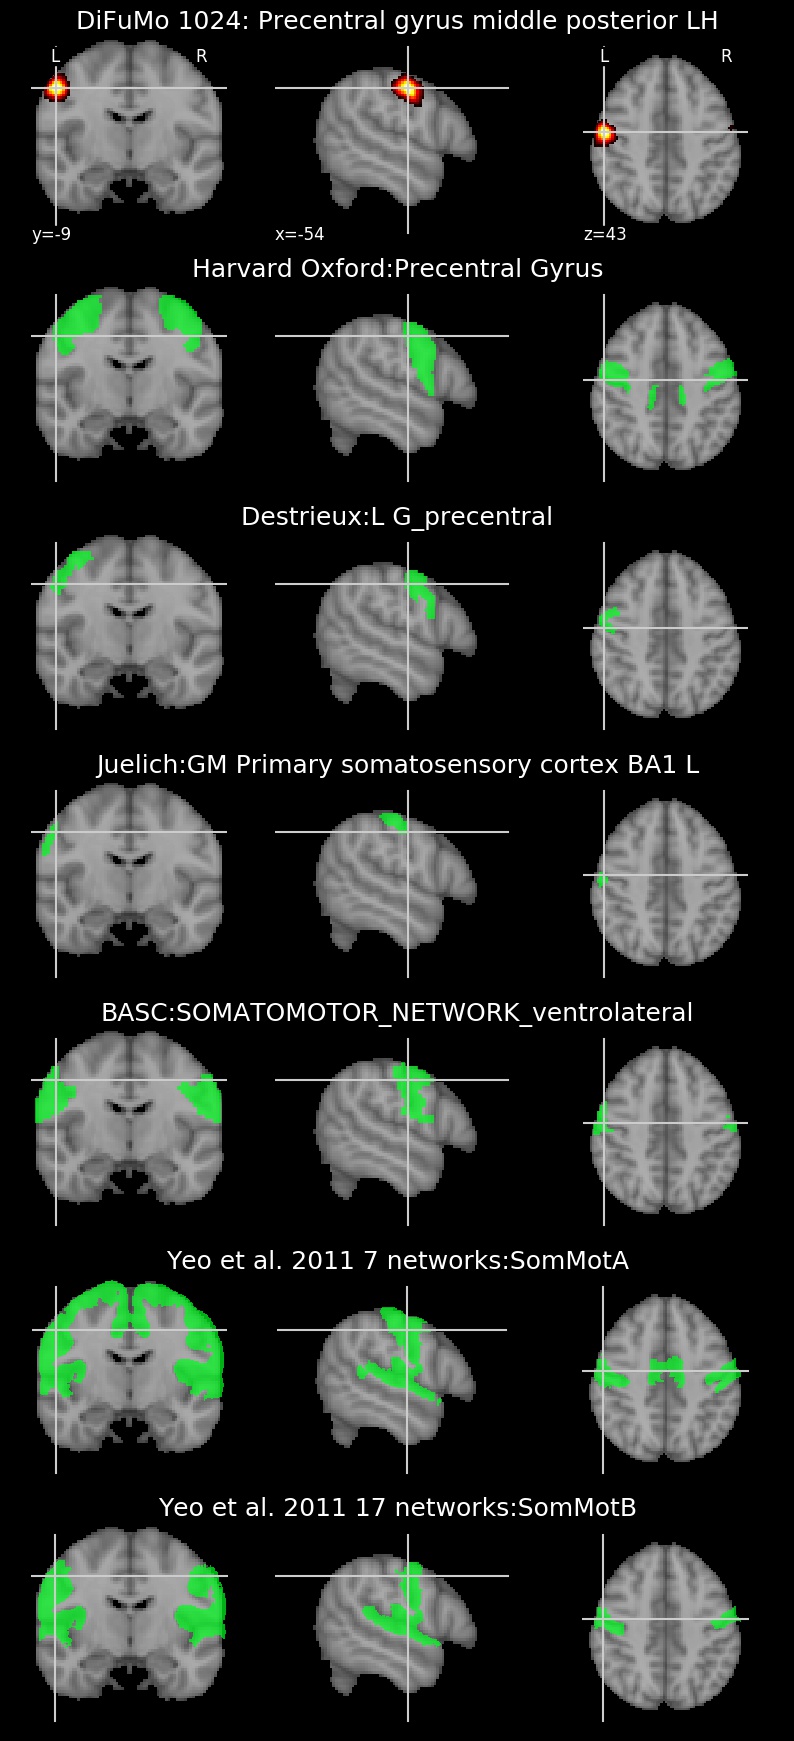 DiFuMo 1024: Precentral gyrus middle posterior LH
L R L R
y=-9 x=-54 z=43
Harvard Oxford:Precentral Gyrus
Destrieux:L G_precentral
Juelich:GM Primary somatosensory cortex BA1 L
BASC:SOMATOMOTOR_NETWORK_ventrolateral
Yeo et al. 2011 7 networks:SomMotA
Yeo et al. 2011 17 networks:SomMotB